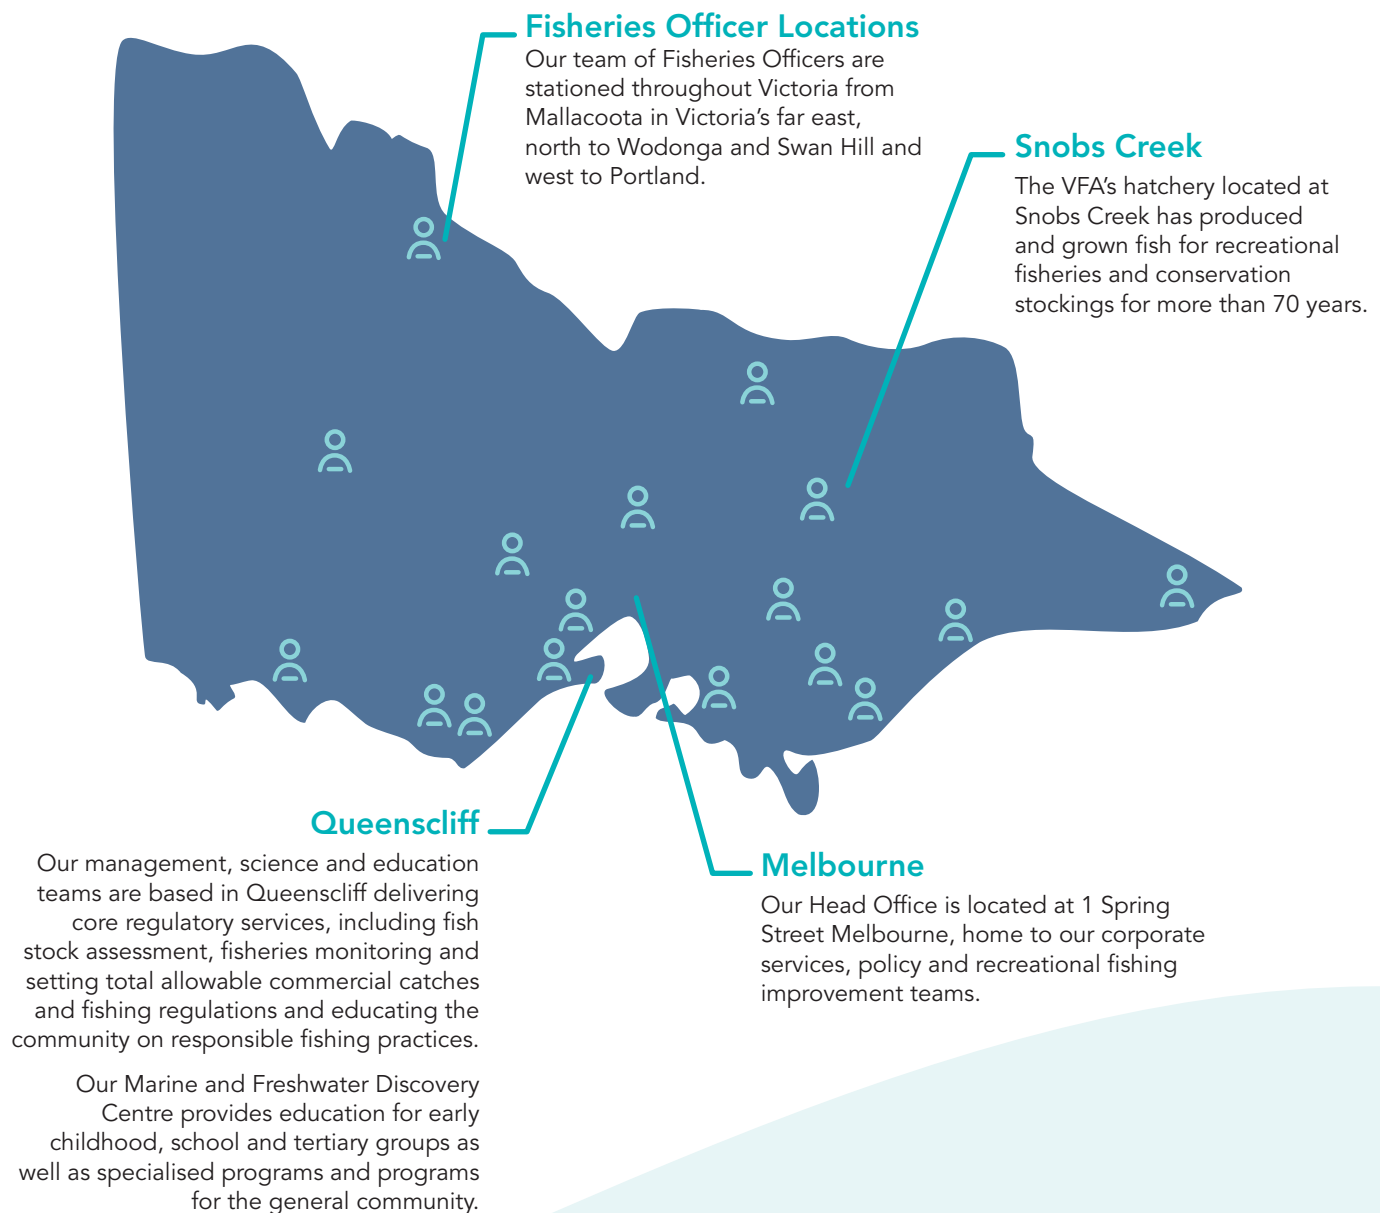 Fisheries Officer Locations
Our team of Fisheries Officers are
stationed throughout Victoria from
Mallacoota in Victoria’s far east,
north to Wodonga and Swan Hill and
west to Portland.
Snobs Creek
The VFA’s hatchery located at
Snobs Creek has produced
and grown fish for recreational
fisheries and conservation
stockings for more than 70 years.
Queenscliff
Our management, science and education
teams are based in Queenscliff delivering
core regulatory services, including fish
stock assessment, fisheries monitoring and
setting total allowable commercial catches
and fishing regulations and educating the
community on responsible fishing practices.
Our Marine and Freshwater Discovery
Centre provides education for early
childhood, school and tertiary groups as
well as specialised programs and programs
for the general community.
Melbourne
Our Head Office is located at 1 Spring
Street Melbourne, home to our corporate
services, policy and recreational fishing
improvement teams.